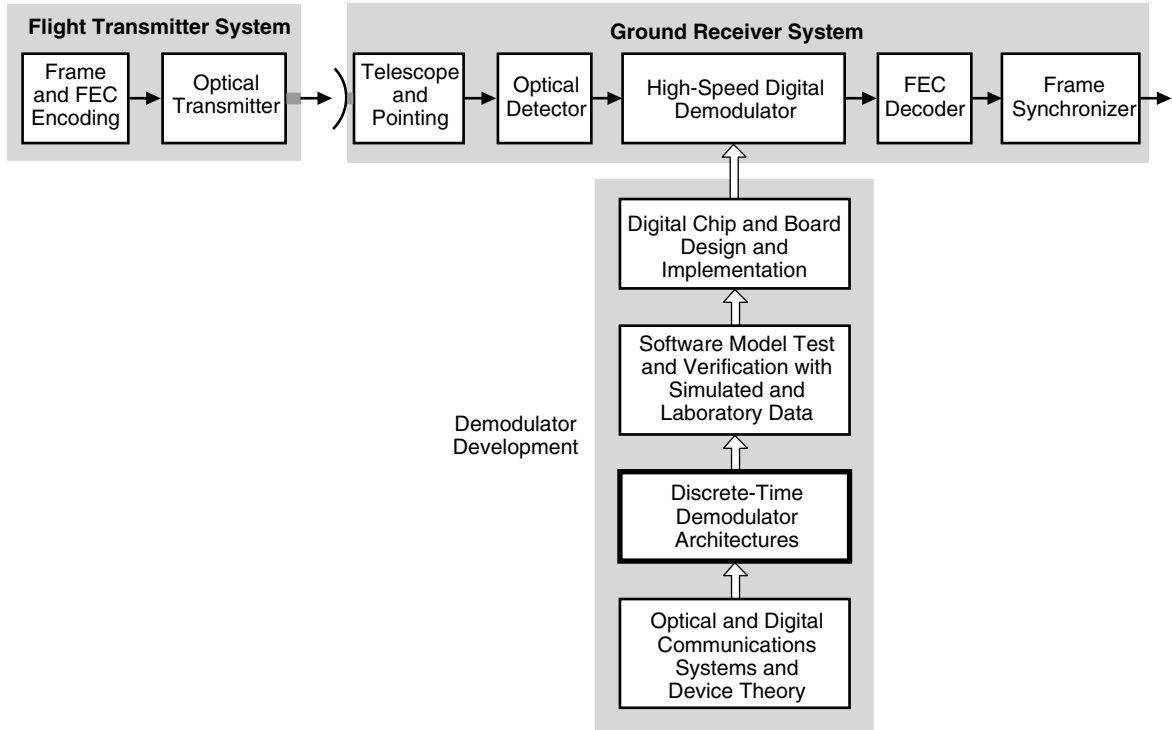 Flight Transmitter System
Frame
and FEC
Encoding
Optical
Transmitter
Ground Receiver System
Telescope
and
Pointing
Optical
Detector
High-Speed Digital
Demodulator
FEC
Decoder
Frame
Synchronizer
Digital Chip and Board
Design and
Implementation
Software Model Test
and Verification with
Simulated and
Laboratory Data
Demodulator
Development
Discrete-Time
Demodulator
Architectures
Optical and Digital
Communications
Systems and
Device Theory